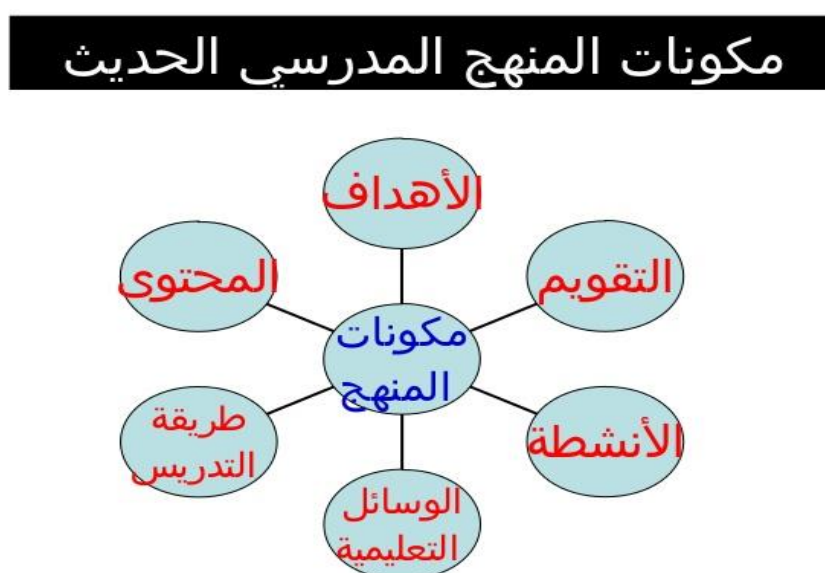 مكونات المنهج المدرسي الحديث
الأهداف
التقويم
المحتوى
مكونات
المنهج
الأنشطة
طريقة
التدريس
الوسائل
التعليمية